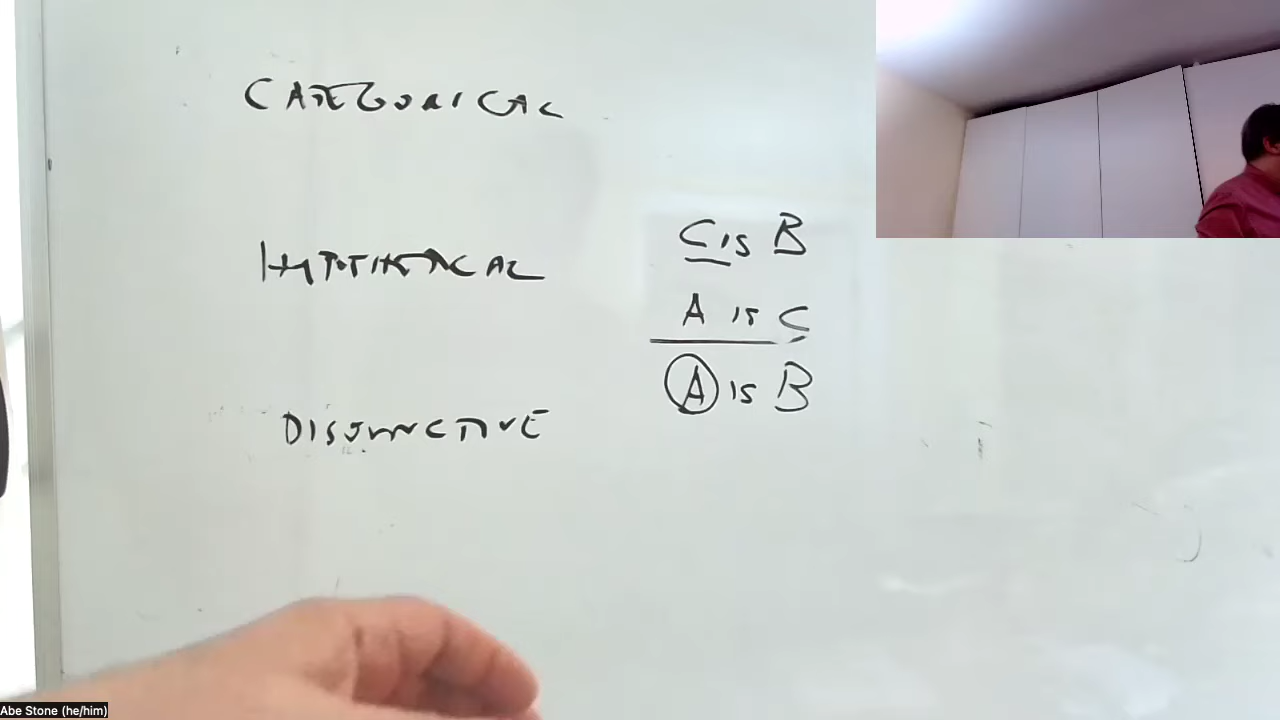 CATEGORICAL
HYPOTHETICAL
DISJUNCTIVE
C is B
A is C
A is B
Abe Stone (he/him)